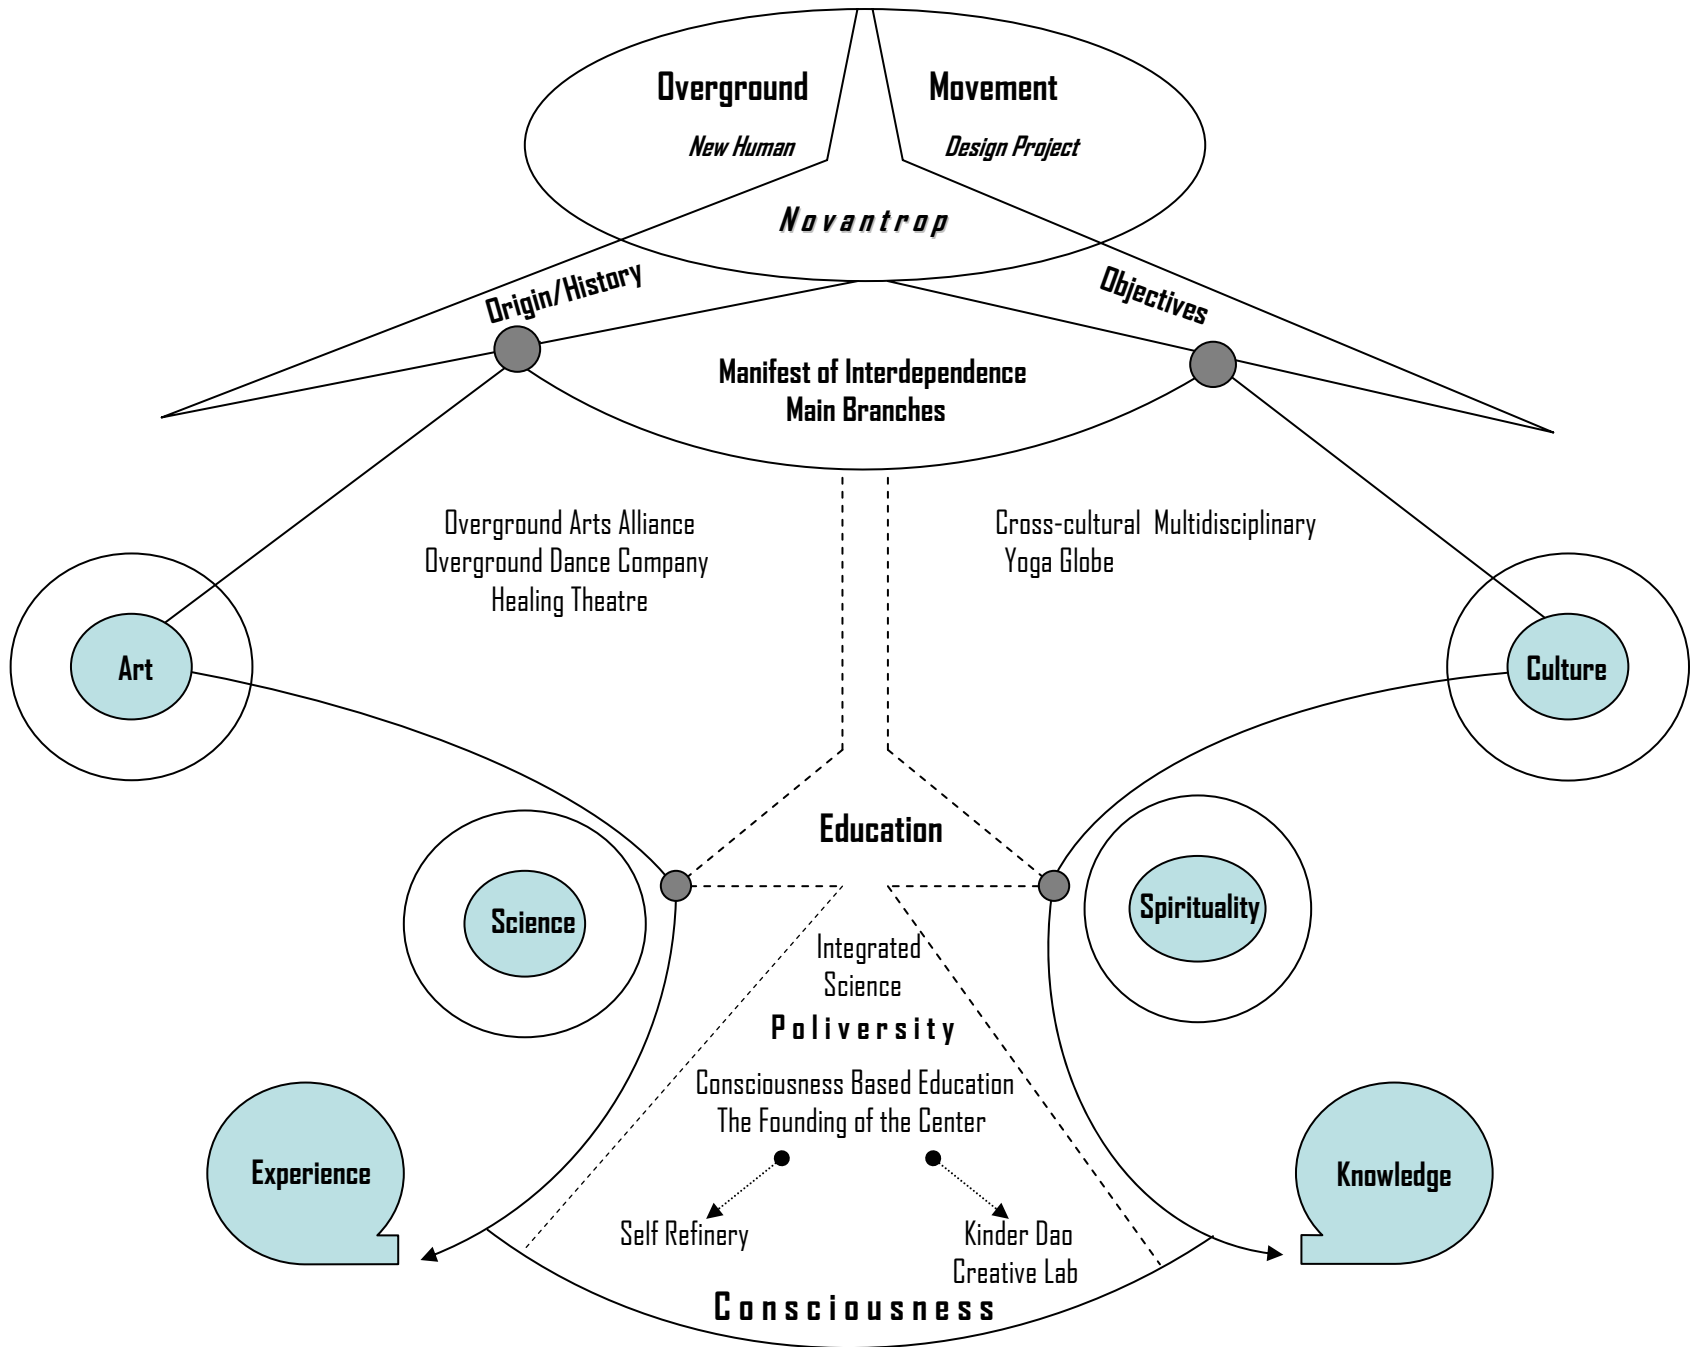 Overground Movement
New Human Design Project
Novantrop
Origin/History
Objectives
Manifest of Interdependence
Main Branches
Overground Arts Alliance
Overground Dance Company
Healing Theatre
Cross-cultural Multidisciplinary
Yoga Globe
Art
Culture
Education
Science
Spirituality
Integrated
Science
Poliversity
Consciousness Based Education
The Founding of the Center
Experience
Knowledge
Self Refinery
Kinder Dao
Creative Lab
Consciousness